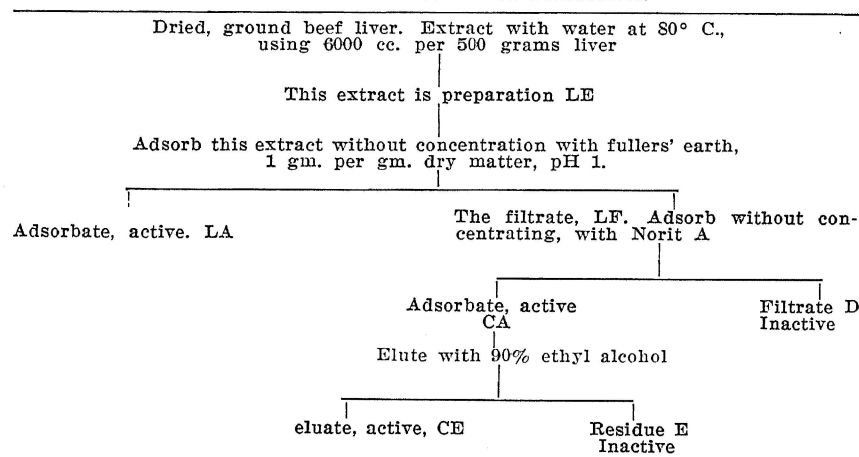 Dried, ground beef liver. Extract with water at 80° C.,
using 6000 cc. per 500 grams liver
This extract is preparation LE
Adsorb this extract without concentration with fullers' earth,
1 gm. per gm. dry matter, pH 1.
Adsorbate, active. LA
The filtrate, LF. Adsorb without con-
centrating, with Norit A
Adsorbate, active
CA
Filtrate D
Inactive
Elute with 90% ethyl alcohol
eluate, active, CE
Residue E
Inactive